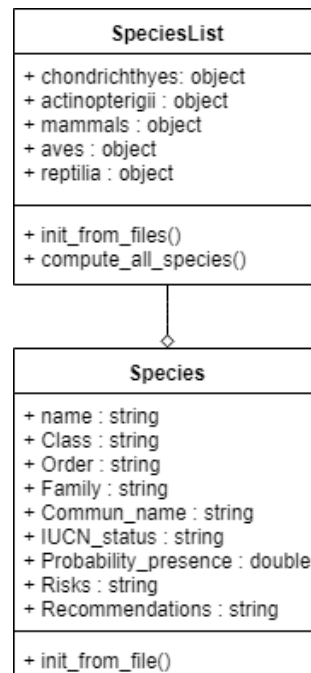 SpeciesList
+ chondrichthyes: object
+ actinopterigii : object
+ mammals : object
+ aves : object
+ reptilia : object
+ init_from_files()
+ compute_all_species()
Species
+ name : string
+ Class : string
+ Order : string
+ Family : string
+ Commun_name : string
+ IUCN_status : string
+ Probability_presence : double
+ Risks : string
+ Recommendations : string
+ init_from_file()